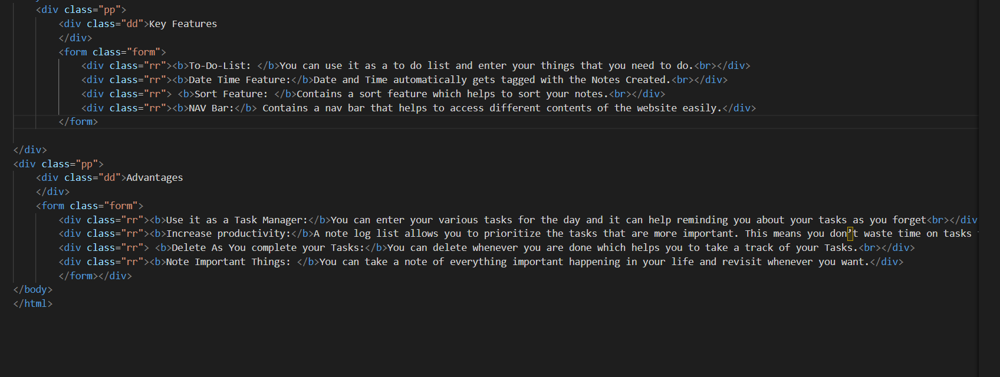 <div class="pp">
<div class="dd">Key Features
</div>
<form class="form">
<div class="rr"><b>To-Do-List: </b>You can use it as a to do list and enter your things that you need to do.<br></div>
<div class="rr"><b>Date Time Feature:</b>Date and Time automatically gets tagged with the Notes Created.<br></div>
<div class="rr"> <b>Sort Feature: </b>Contains a sort feature which helps to sort your notes.<br></div>
<div class="rr"><b>NAV Bar:</b> Contains a nav bar that helps to access different contents of the website easily.</div>
</form>
</div>
<div class="pp">
<div class="dd">Advantages
</div>
<form class="form">
<div class="rr"><b>Use it as a Task Manager:</b>You can enter your various tasks for the day and it can help reminding you about your tasks as you forget<br></div
<div class="rr"><b>Increase productivity:</b>A note log list allows you to prioritize the tasks that are more important. This means you don’t waste time on tasks
<div class="rr"> <b>Delete As You complete your Tasks:</b>You can delete whenever you are done which helps you to take a track of your Tasks.<br></div>
<div class="rr"><b>Note Important Things: </b>You can take a note of everything important happening in your life and revisit whenever you want.</div>
</form></div>
</body>
</html>